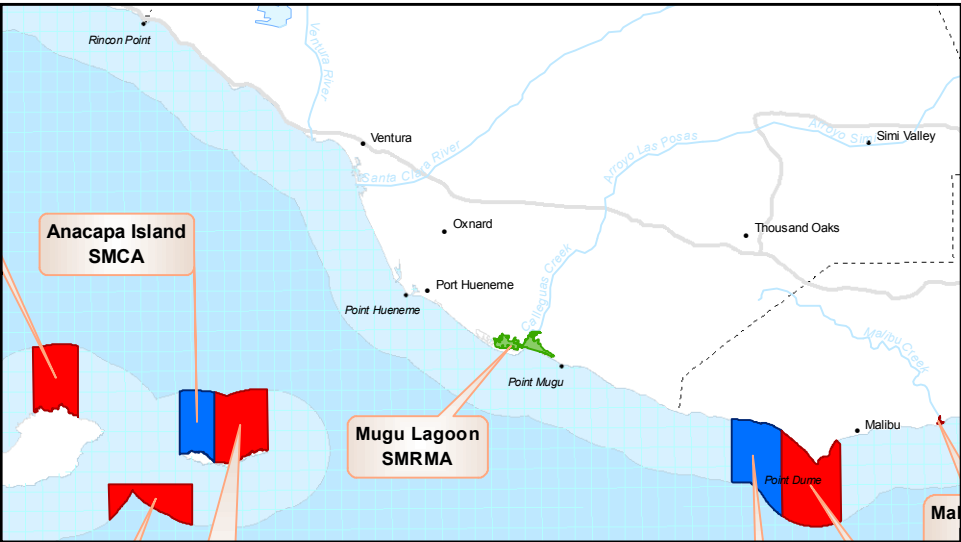 Rincon Point
Ventura River
Ventura
Santa Clara River
Arroyo Las Posas
Arroyo Simi
Simi Valley
Anacapa Island
SMCA
Oxnard
Thousand Oaks
Port Hueneme
Point Hueneme
Calleguas Creek
Malibu Creek
Point Mugu
Mugu Lagoon
SMRMA
Malibu
Point Dume
Mal